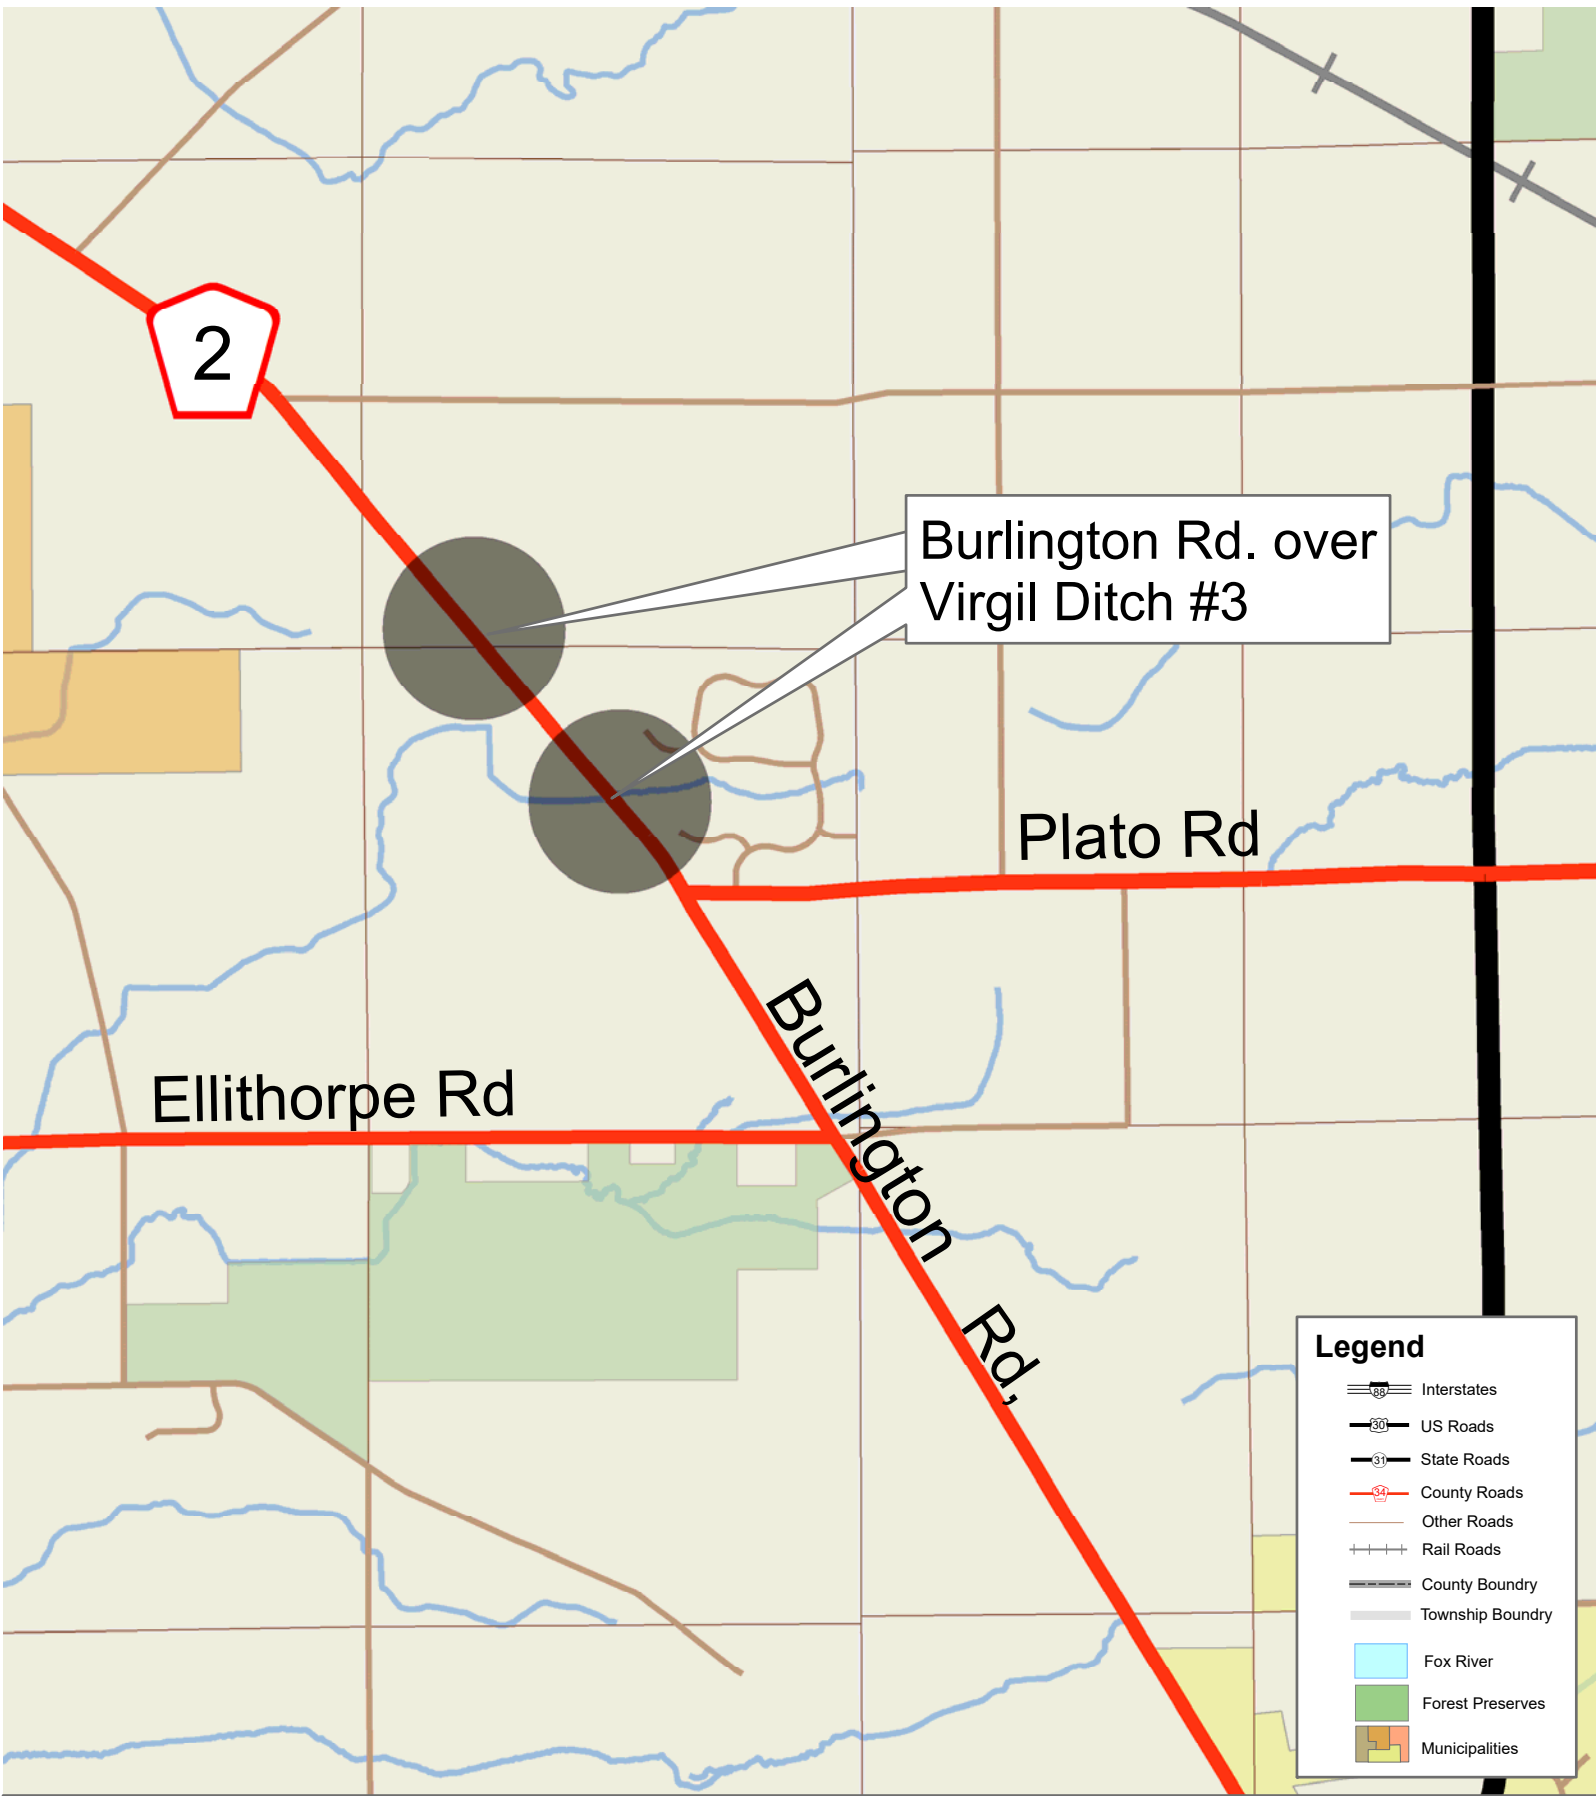 2
Burlington Rd. over
Virgil Ditch #3
Plato Rd
Ellithorpe Rd
Burlington Rd,
Legend
88 Interstates
30 US Roads
31 State Roads
34 County Roads
Other Roads
Rail Roads
County Boundry
Township Boundry
Fox River
Forest Preserves
Municipalities